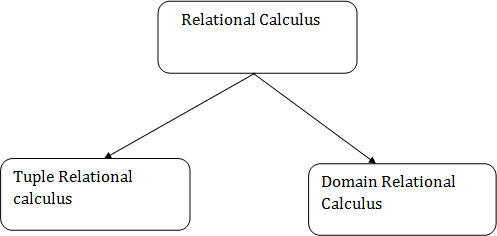 Relational Calculus
Tuple Relational
calculus
Domain Relational
Calculus